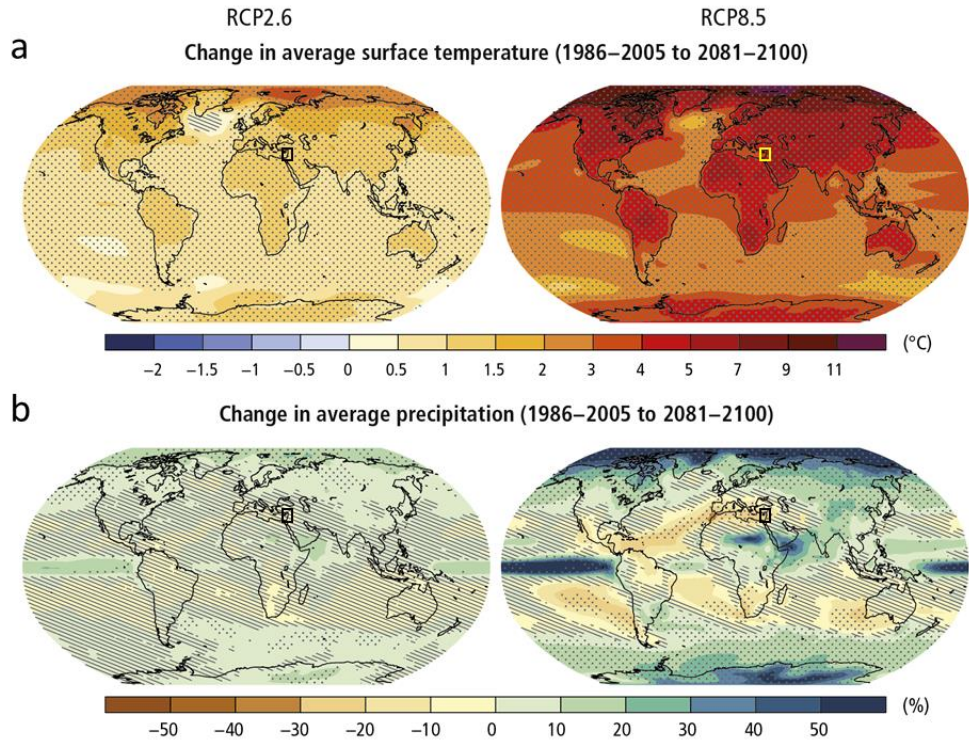 RCP2.6 RCP8.5
a Change in average surface temperature (1986–2005 to 2081–2100)
(°C)
−2 −1.5 −1 −0.5 0 0.5 1 1.5 2 3 4 5 7 9 11
b Change in average precipitation (1986–2005 to 2081–2100)
(%)
−50 −40 −30 −20 −10 0 10 20 30 40 50